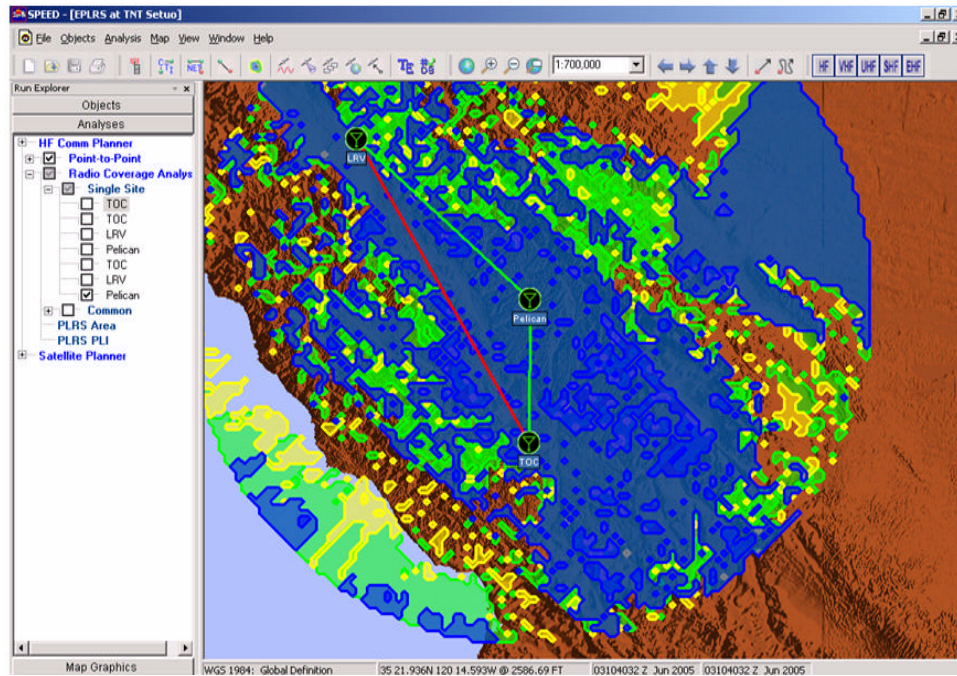 SPEED - [EPLRS at TNT Setuo]
File Objects Analysis Map View Window Help
1:700,000
HF VHF UHF SHF EHF
Run Explorer
Objects
Analyses
HF Comm Planner
Point-to-Point
Radio Coverage Analys
Single Site
TOC
TOC
LRV
Pelican
TOC
LRV
Pelican
Common
PLRS Area
PLRS PLI
Satellite Planner
Map Graphics
LRV
Pelican
TOC
WGS 1984: Global Definition
35 21.936N 120 14.593W @ 2586.69 FT
03104032 Z Jun 2005
03104032 Z Jun 2005